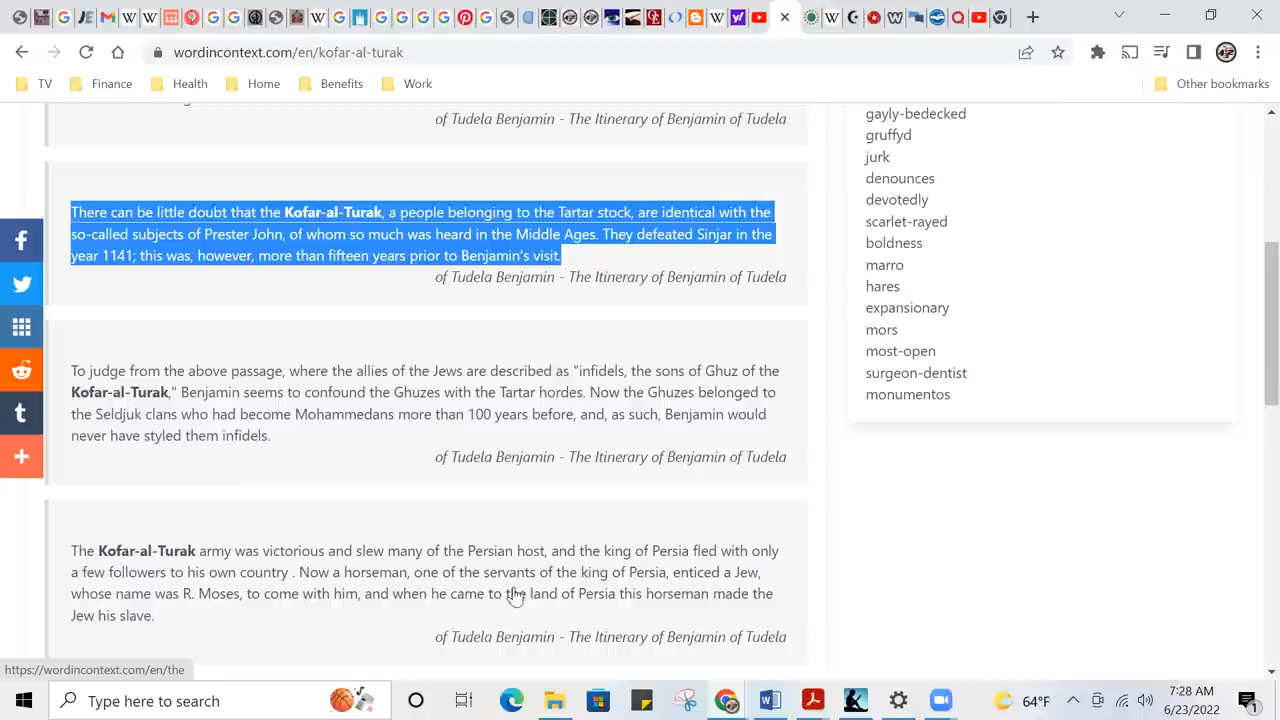 wordincontext.com/en/kofar-al-turak
TV
Finance
Health
Home
Benefits
Work
Other bookmarks
of Tudela Benjamin - The Itinerary of Benjamin of Tudela
There can be little doubt that the Kofar-al-Turak, a people belonging to the Tartar stock, are identical with the
so-called subjects of Prester John, of whom so much was heard in the Middle Ages. They defeated Sinjar in the
year 1141; this was, however, more than fifteen years prior to Benjamin's visit.
of Tudela Benjamin - The Itinerary of Benjamin of Tudela
To judge from the above passage, where the allies of the Jews are described as "infidels, the sons of Ghuz of the
Kofar-al-Turak," Benjamin seems to confound the Ghuzes with the Tartar hordes. Now the Ghuzes belonged to
the Seldjuk clans who had become Mohammedans more than 100 years before, and, as such, Benjamin would
never have styled them infidels.
of Tudela Benjamin - The Itinerary of Benjamin of Tudela
The Kofar-al-Turak army was victorious and slew many of the Persian host, and the king of Persia fled with only
a few followers to his own country . Now a horseman, one of the servants of the king of Persia, enticed a Jew,
whose name was R. Moses, to come with him, and when he came to the land of Persia this horseman made the
Jew his slave.
of Tudela Benjamin - The Itinerary of Benjamin of Tudela
gayly-bedecked
gruffyd
jurk
denounces
devotedly
scarlet-rayed
boldness
marro
hares
expansionary
mors
most-open
surgeon-dentist
monumentos
https://wordincontext.com/en/the
Type here to search
64°F
7:28 AM
6/23/2022